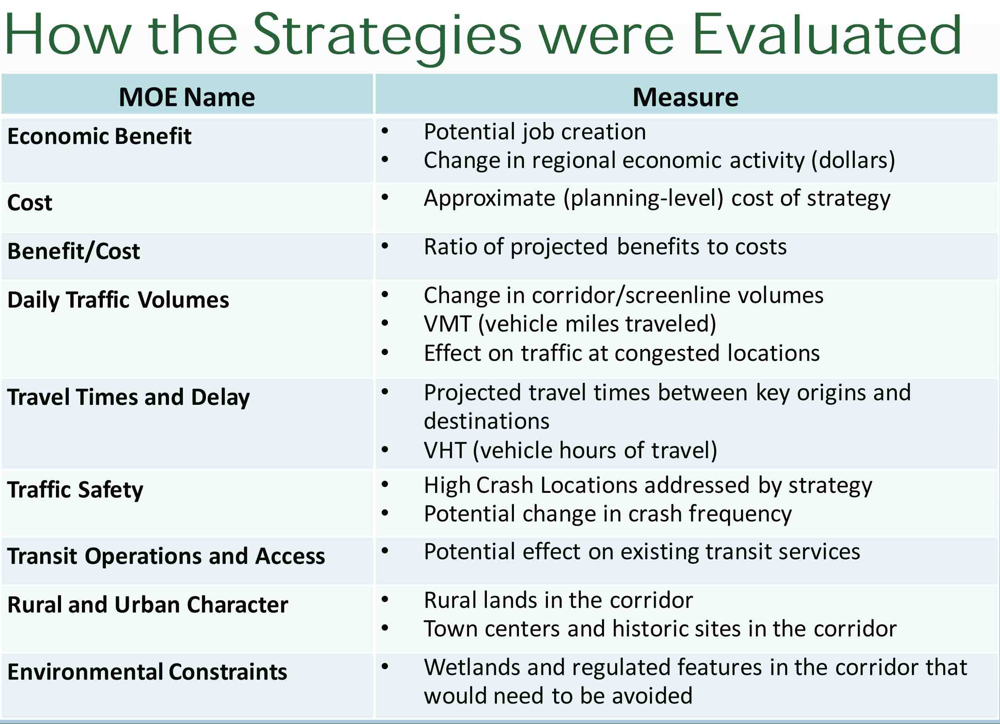 How the Strategies were Evaluated
MOE Name
Measure
Economic Benefit
• Potential job creation
• Change in regional economic activity (dollars)
Cost
• Approximate (planning-level) cost of strategy
Benefit/Cost
• Ratio of projected benefits to costs
Daily Traffic Volumes
• Change in corridor/screenline volumes
• VMT (vehicle miles traveled)
• Effect on traffic at congested locations
Travel Times and Delay
• Projected travel times between key origins and
destinations
• VHT (vehicle hours of travel)
Traffic Safety
• High Crash Locations addressed by strategy
• Potential change in crash frequency
Transit Operations and Access
• Potential effect on existing transit services
Rural and Urban Character
• Rural lands in the corridor
• Town centers and historic sites in the corridor
Environmental Constraints
• Wetlands and regulated features in the corridor that
would need to be avoided